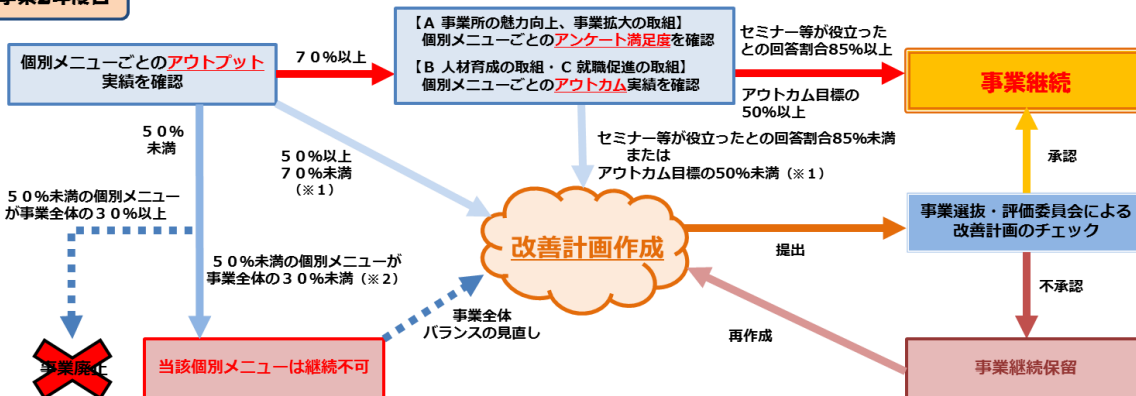 事業2年度目
個別メニューごとのアウトプット
実績を確認
７０％以上
【Ａ 事業所の魅力向上、事業拡大の取組】
個別メニューごとのアンケート満足度を確認
【Ｂ 人材育成の取組・Ｃ 就職促進の取組】
個別メニューごとのアウトカム実績を確認
セミナー等が役立った
との回答割合85%以上
アウトカム目標の
50%以上
事業継続
５０％
未満
５０％以上
７０％未満
（※１）
セミナー等が役立ったとの回答割合85%未満
または
アウトカム目標の50%未満（※１）
承認
５０％未満の個別メニュー
が事業全体の３０％以上
事業選抜・評価委員会による
改善計画のチェック
改善計画作成
提出
５０％未満の個別メニューが
事業全体の３０％未満（※２）
不承認
事業全体
バランスの見直し
再作成
事業廃止
当該個別メニューは継続不可
事業継続保留